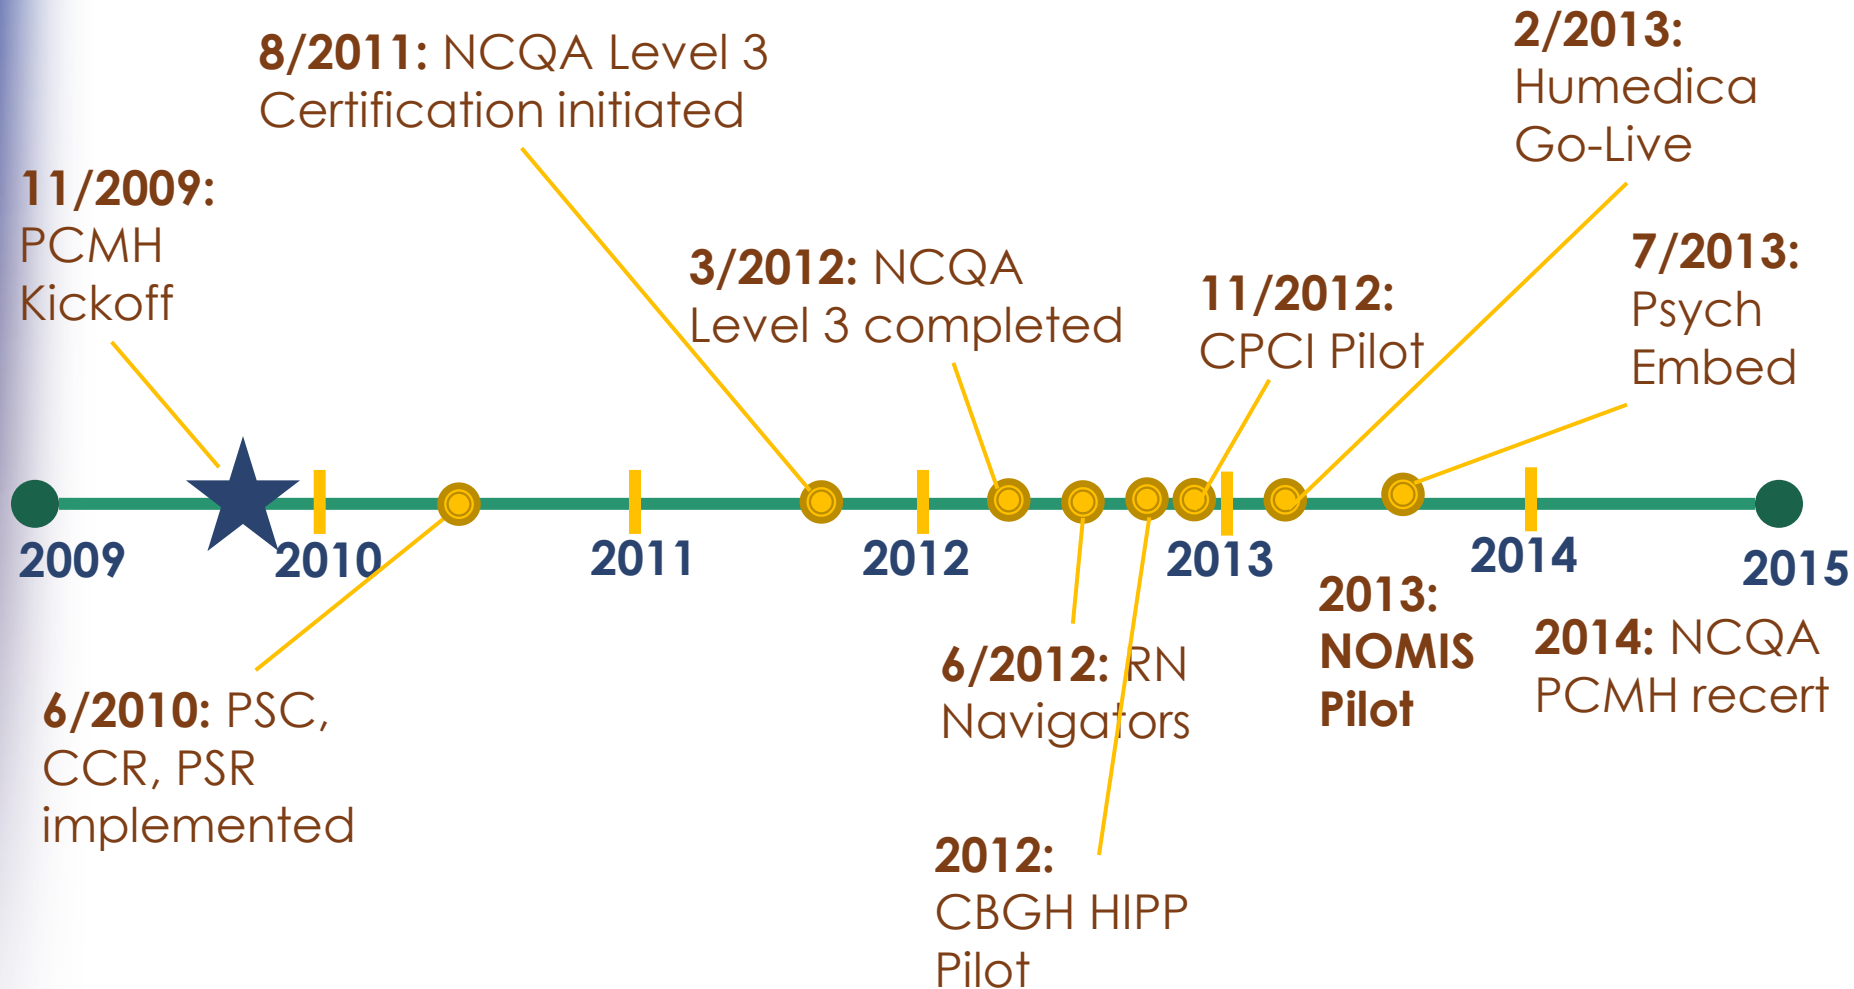 8/2011: NCQA Level 3
Certification initiated
2/2013:
Humedica
Go-Live
11/2009:
PCMH
Kickoff
3/2012: NCQA
Level 3 completed
11/2012:
CPCI Pilot
7/2013:
Psych
Embed
2009
2010
2011
2012
2013
2014
2015
6/2010: PSC,
CCR, PSR
implemented
6/2012: RN
Navigators
2012:
CBGH HIPP
Pilot
2013:
NOMIS
Pilot
2014: NCQA
PCMH recert